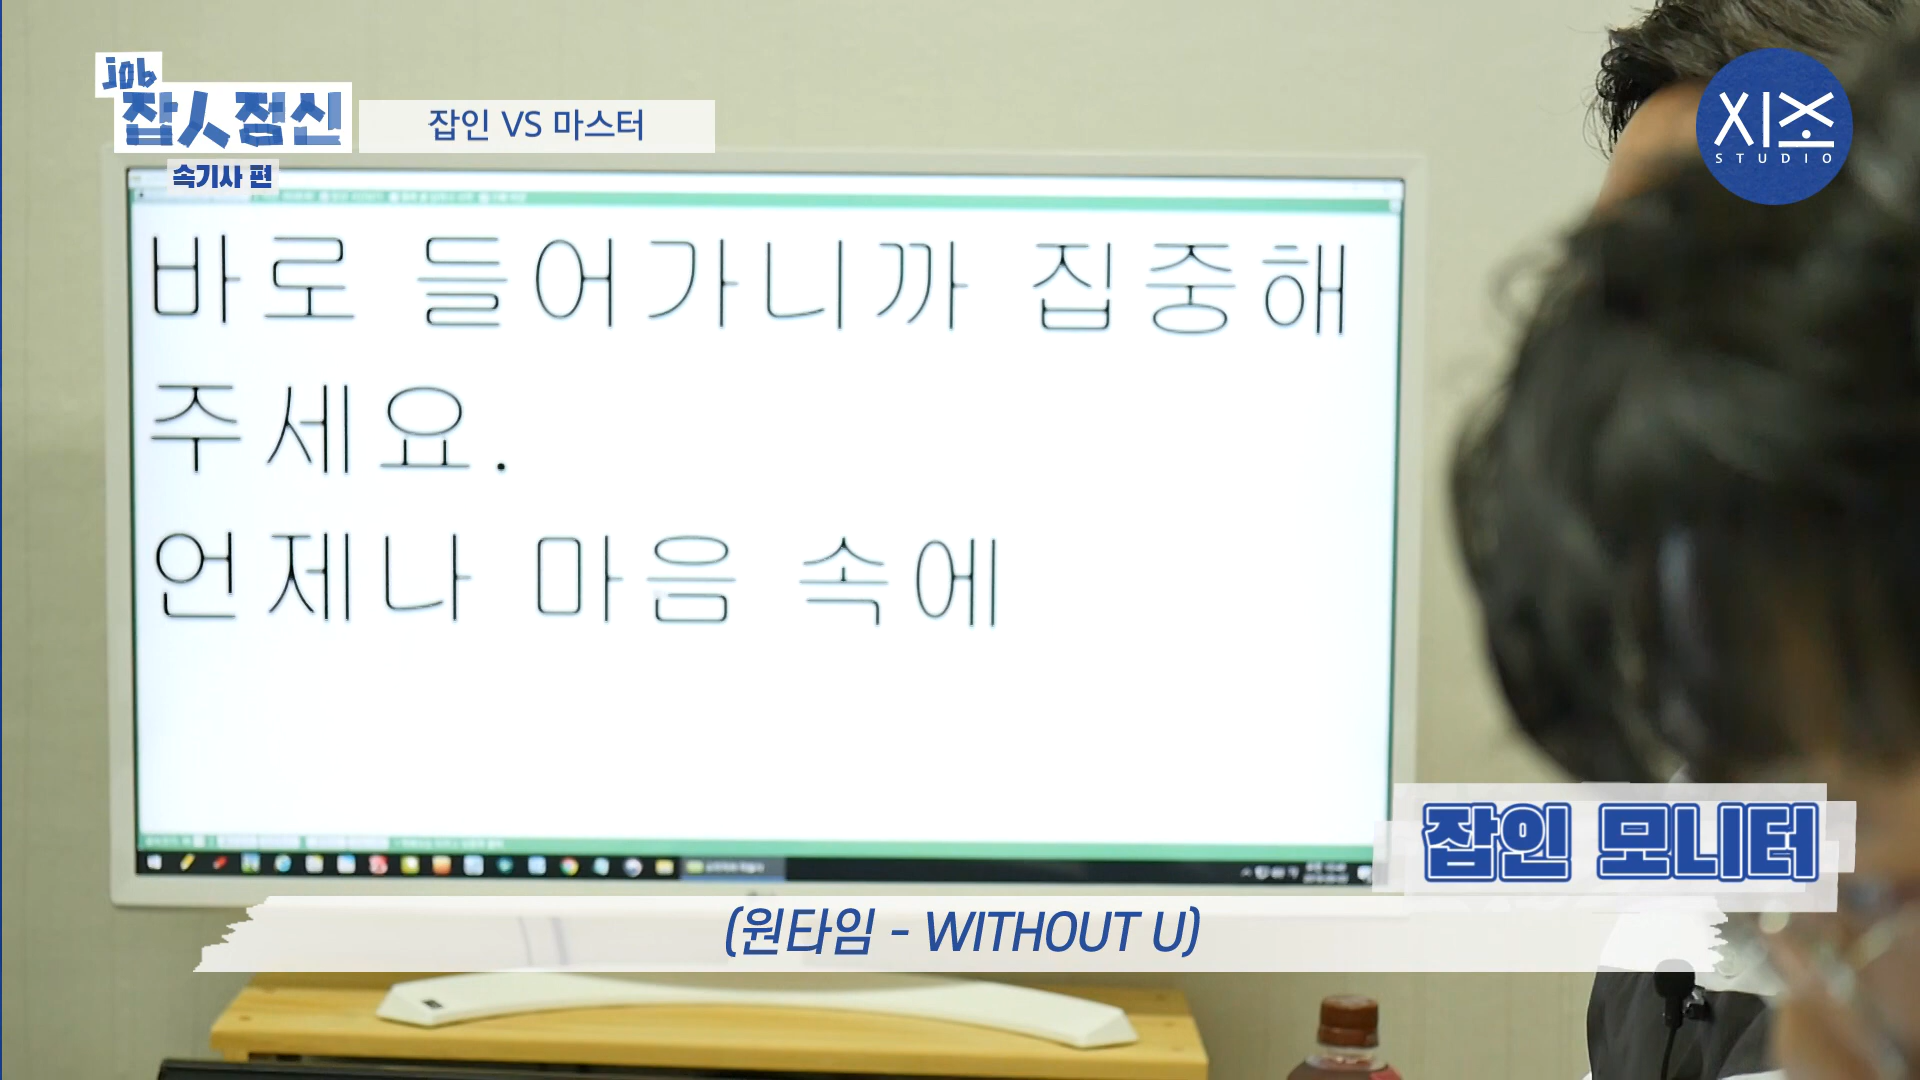 job
잡人정신
속기사 편
잡인 VS 마스터
지조
STUDIO
바로 들어가니까 집중해
주세요.
언제나 마음 속에
잡인 모니터
(원타임 - WITHOUT U)